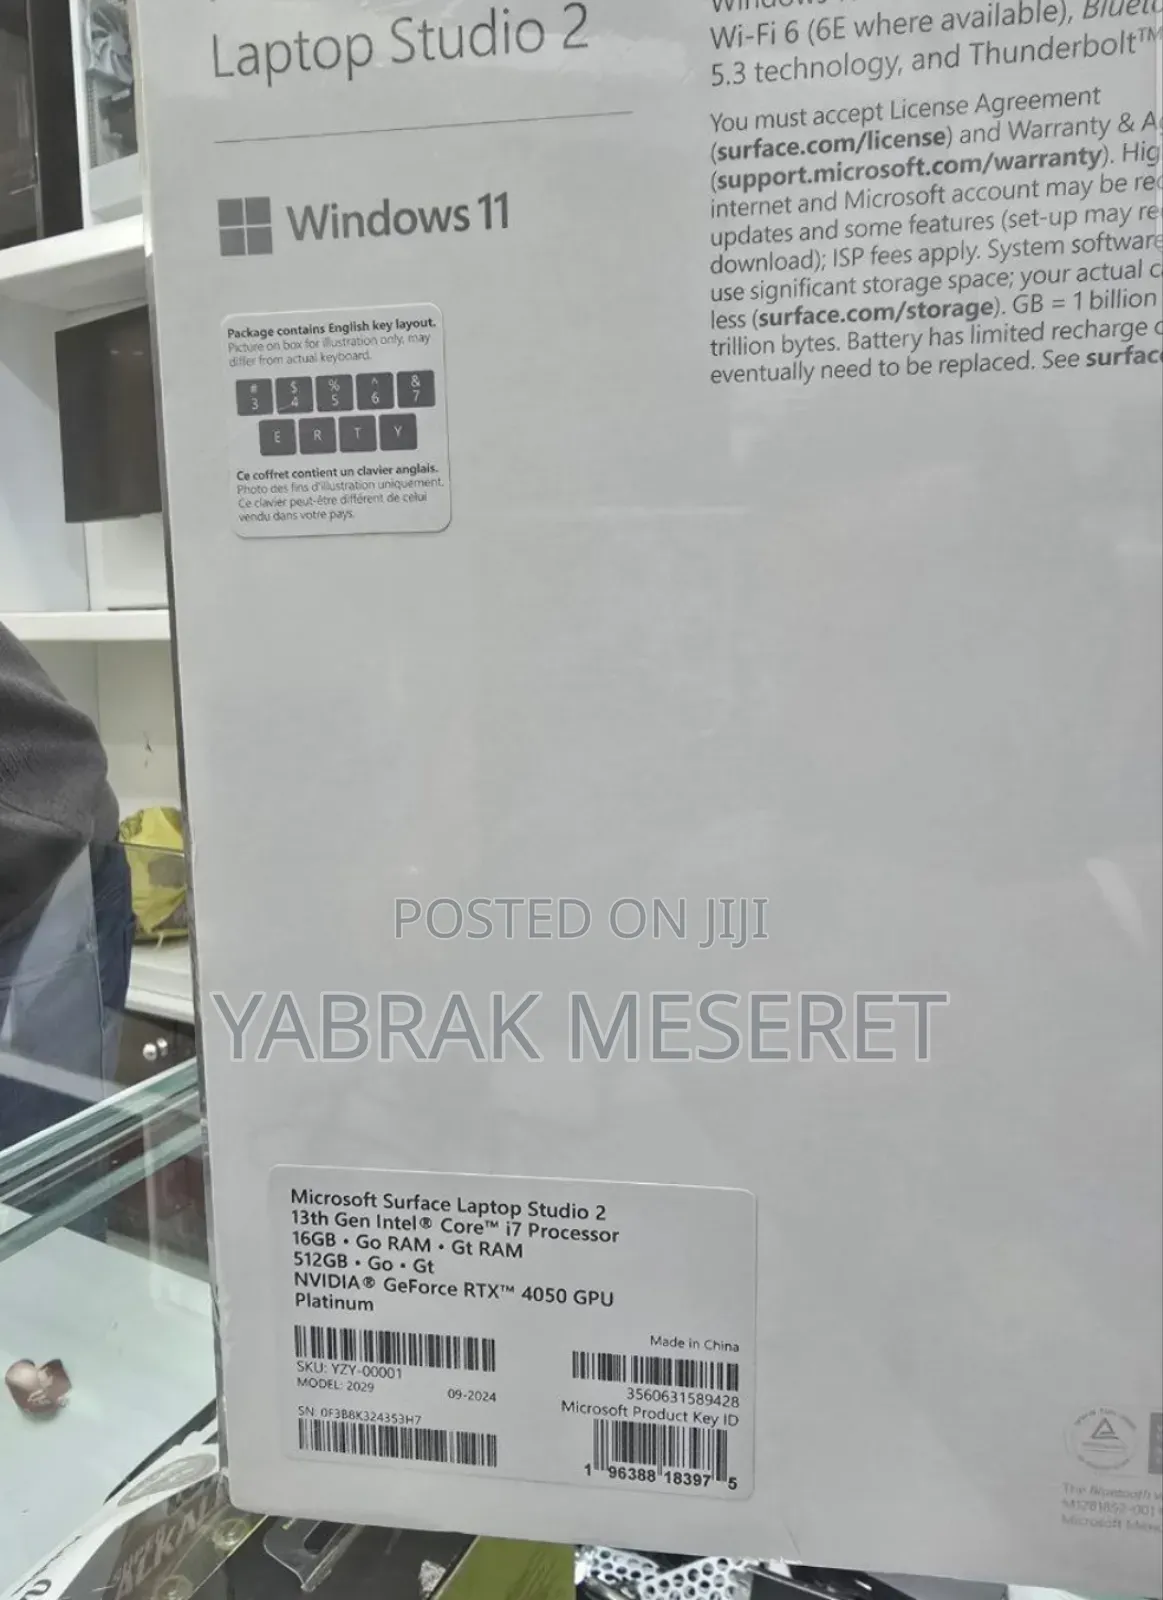 Laptop Studio 2
Windows 11
Package contains English key layout.
Picture on box for illustration only, may
differ from actual keyboard.
# $ % ^ &
3 4 5 6 7
E R T Y
Ce coffret contient un clavier anglais.
Photo des fins d'illustration uniquement.
Ce clavier peut-être différent de celui
vendu dans votre pays.
Wi-Fi 6 (6E where available),
5.3 technology, and Thunderbolt™
You must accept License Agreement
(surface.com/license) and Warranty &
(support.microsoft.com/warranty).
internet and Microsoft account may be
updates and some features (set-up may
download); ISP fees apply. System software
use significant storage space; your actual
less (surface.com/storage). GB = 1 billion
trillion bytes. Battery has limited recharge
eventually need to be replaced. See
POSTED ON JIJI
YABRAK MESERET
Microsoft Surface Laptop Studio 2
13th Gen Intel® Core™ i7 Processor
16GB • Go RAM • Gt RAM
512GB • Go • Gt
NVIDIA® GeForce RTX™ 4050 GPU
Platinum
SKU: YZY-00001
MODEL: 2029
09-2024
SN: 0F3B8K324353H7
Made in China
3560631589428
Microsoft Product Key ID
1 96388 18397 5
The Bluetooth
Microsoft